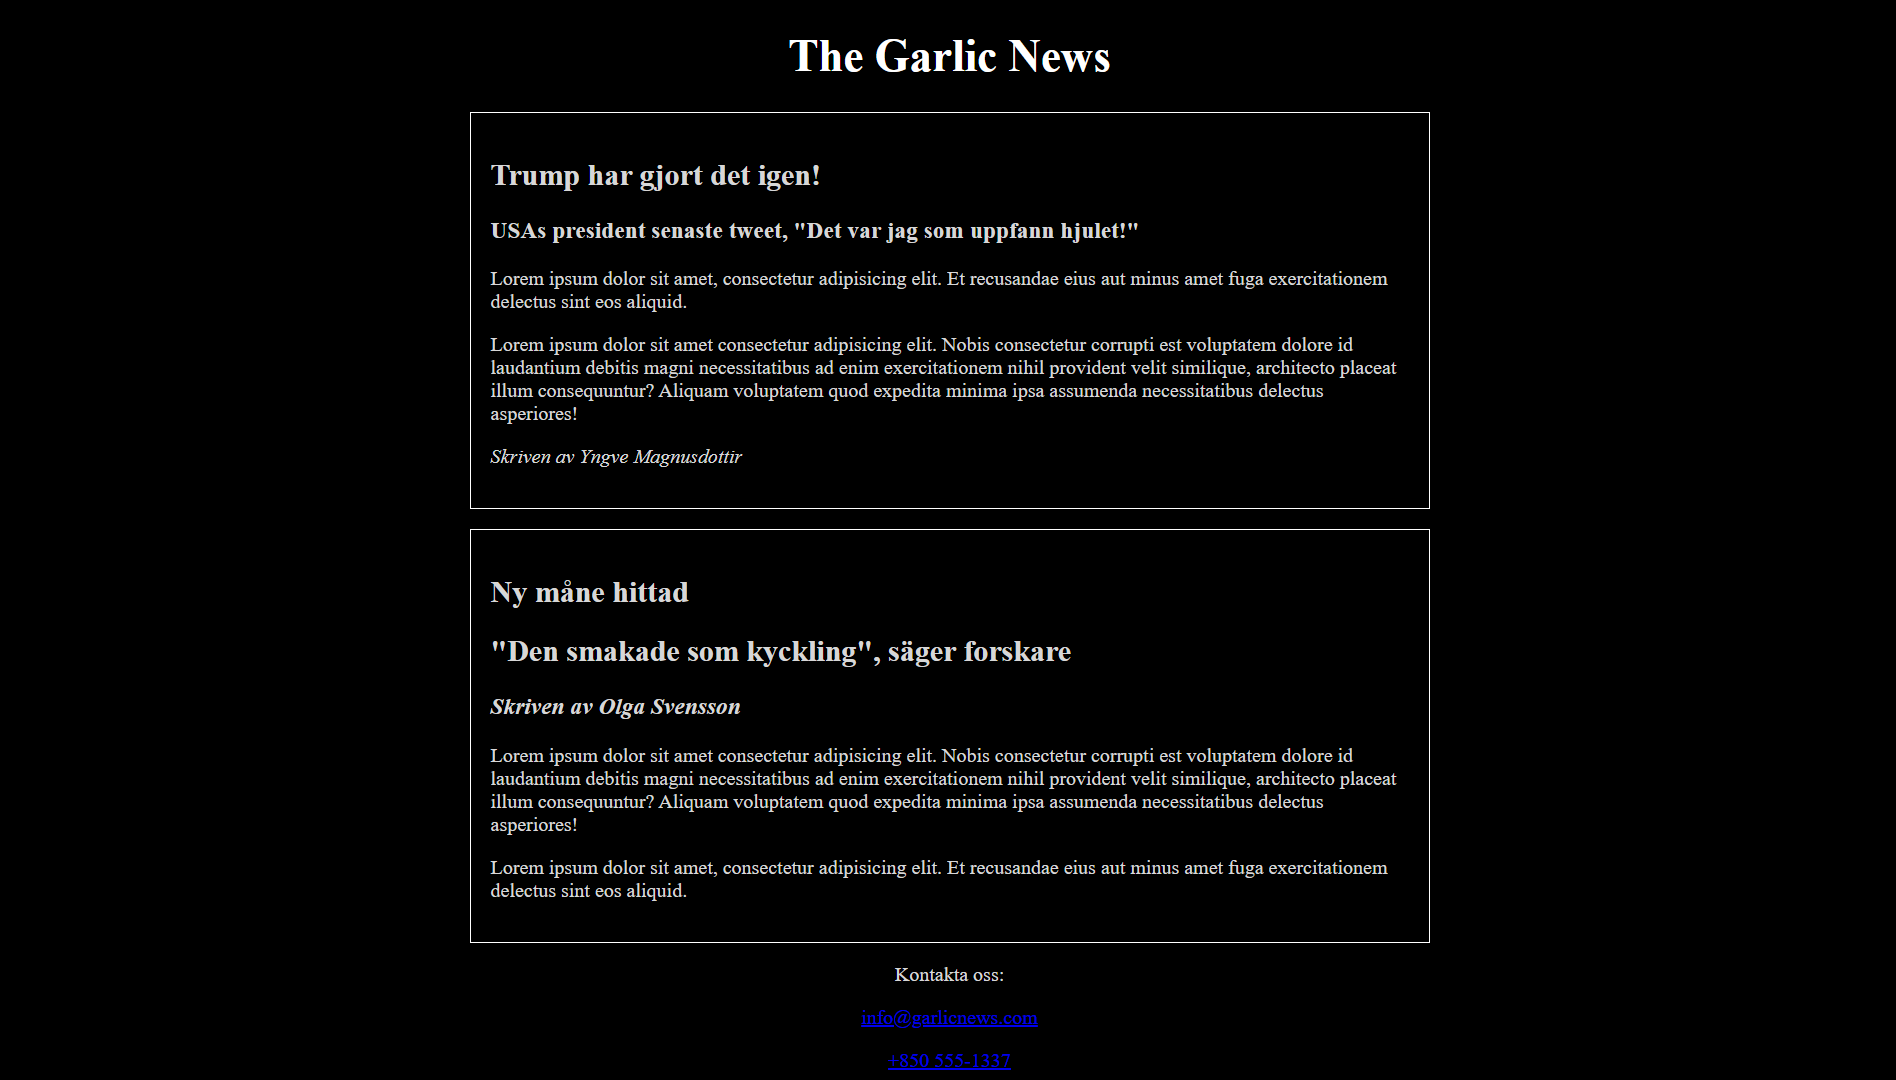 The Garlic News
Trump har gjort det igen!
USAs president senaste tweet, "Det var jag som uppfann hjulet!"
Lorem ipsum dolor sit amet, consectetur adipisicing elit. Et recusandae eius aut minus amet fuga exercitationem
delectus sint eos aliquid.
Lorem ipsum dolor sit amet consectetur adipisicing elit. Nobis consectetur corrupti est voluptatem dolore id
laudantium debitis magni necessitatibus ad enim exercitationem nihil provident velit similique, architecto placeat
illum consequuntur? Aliquam voluptatem quod expedita minima ipsa assumenda necessitatibus delectus
asperiores!
Skriven av Yngve Magnusdottir
Ny måne hittad
"Den smakade som kyckling", säger forskare
Skriven av Olga Svensson
Lorem ipsum dolor sit amet consectetur adipisicing elit. Nobis consectetur corrupti est voluptatem dolore id
laudantium debitis magni necessitatibus ad enim exercitationem nihil provident velit similique, architecto placeat
illum consequuntur? Aliquam voluptatem quod expedita minima ipsa assumenda necessitatibus delectus
asperiores!
Lorem ipsum dolor sit amet, consectetur adipisicing elit. Et recusandae eius aut minus amet fuga exercitationem
delectus sint eos aliquid.
Kontakta oss:
info@garlicnews.com
+850 555-1337